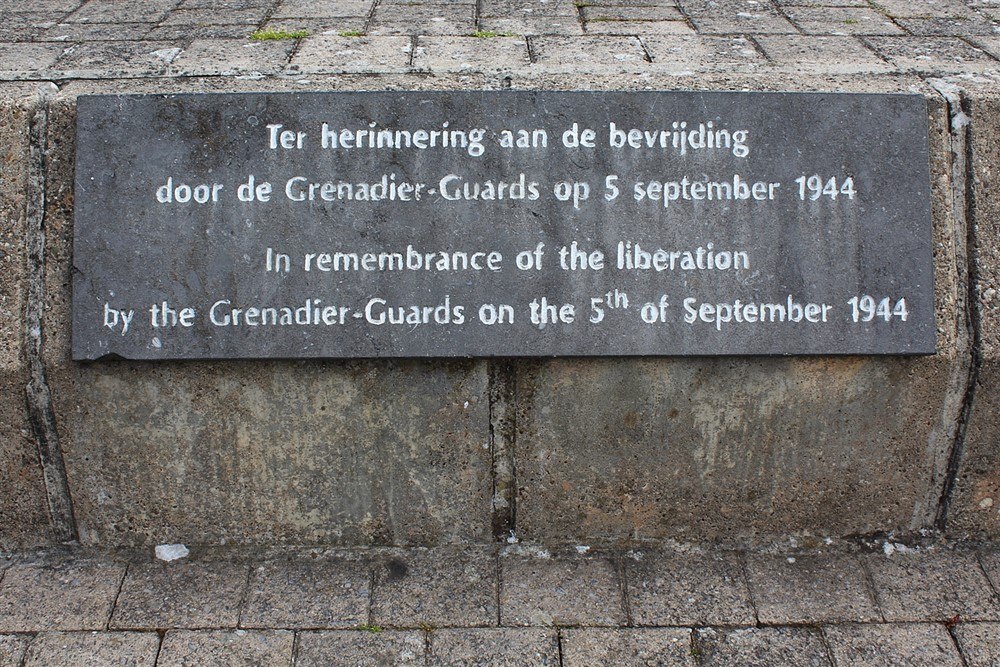 Ter herinnering aan de bevrijding
door de Grenadier-Guards op 5 september 1944
In remembrance of the liberation
by the Grenadier-Guards on the 5th of September 1944